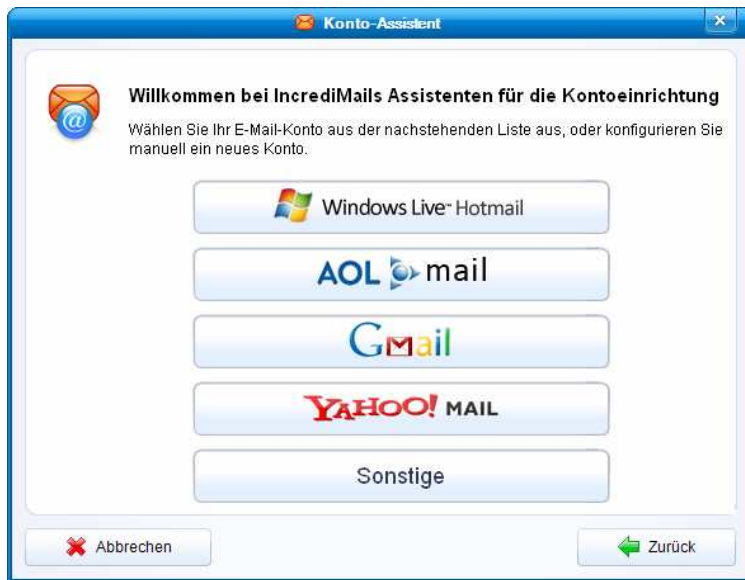 Konto-Assistent
Willkommen bei IncrediMails Assistenten für die Kontoeinrichtung
Wählen Sie Ihr E-Mail-Konto aus der nachstehenden Liste aus, oder konfigurieren Sie
manuell ein neues Konto.
Windows Live™ Hotmail
AOL mail
Gmail
YAHOO! MAIL
Sonstige
Abbrechen
Zurück